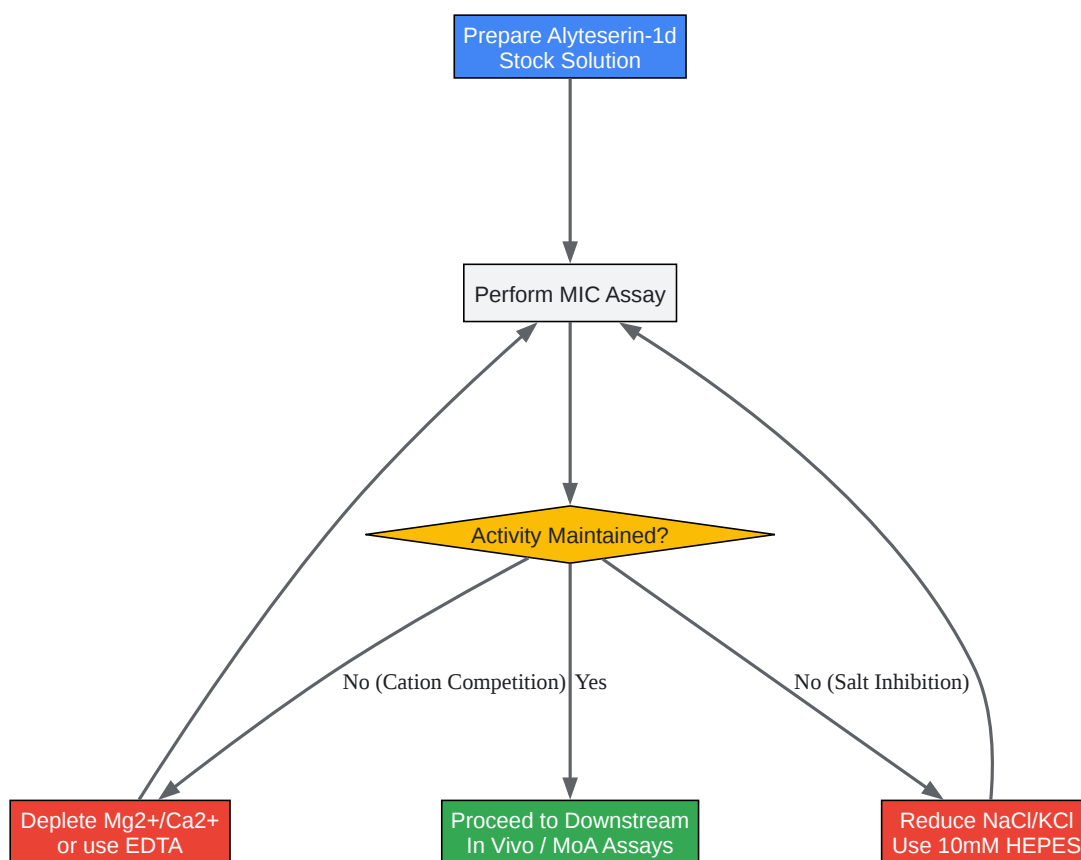 Prepare Alyteserin-1d
Stock Solution
Perform MIC Assay
Activity Maintained?
No (Cation Competition)
Yes
No (Salt Inhibition)
Deplete Mg2+/Ca2+
or use EDTA
Proceed to Downstream
In Vivo / MoA Assays
Reduce NaCl/KCl
Use 10mM HEPES